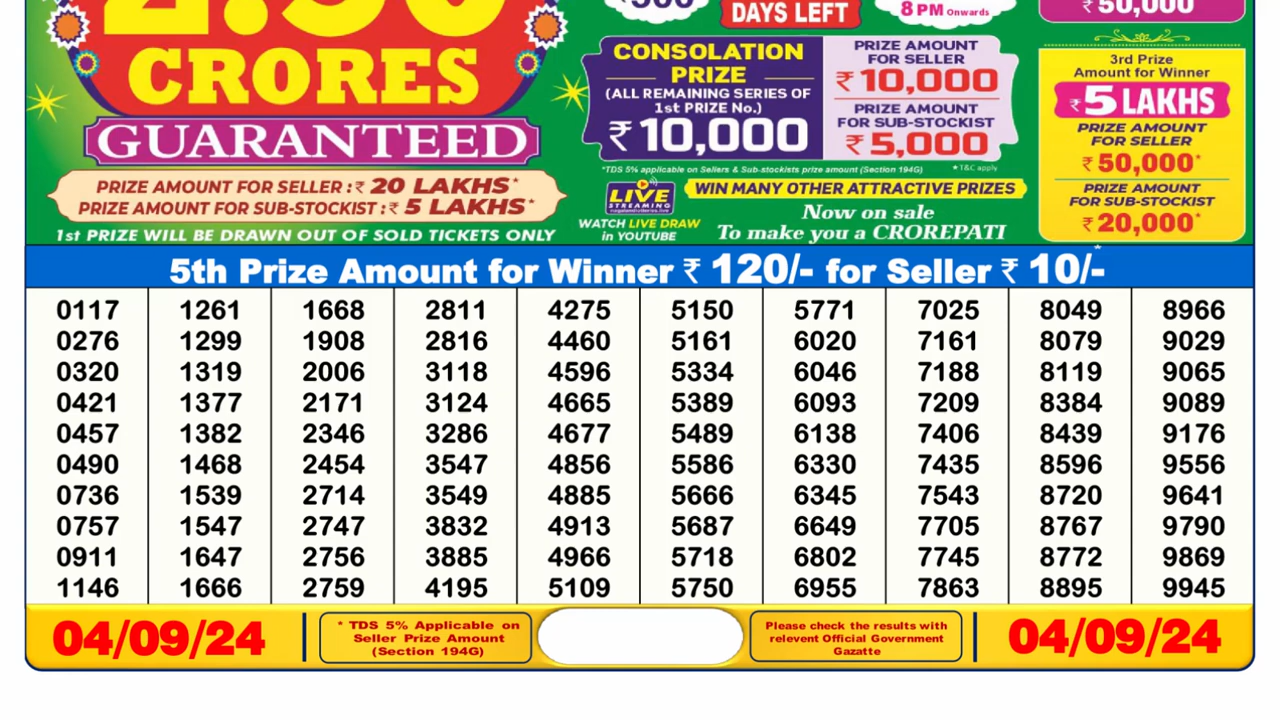 2.50
CRORES
GUARANTEED
PRIZE AMOUNT FOR SELLER : ₹ 20 LAKHS*
PRIZE AMOUNT FOR SUB-STOCKIST : ₹ 5 LAKHS*
1st PRIZE WILL BE DRAWN OUT OF SOLD TICKETS ONLY
DAYS LEFT
8 PM Onwards
₹ 50,000
CONSOLATION
PRIZE
(ALL REMAINING SERIES OF
1st PRIZE No.)
₹ 10,000
PRIZE AMOUNT
FOR SELLER
₹ 10,000
PRIZE AMOUNT
FOR SUB-STOCKIST
₹ 5,000
*TDS 5% applicable on Sellers & Sub-stockists prize amount (Section 194G)
*T&C apply
LIVE
STREAMING
WATCH LIVE DRAW
in YOUTUBE
WIN MANY OTHER ATTRACTIVE PRIZES
Now on sale
To make you a CROREPATI
3rd Prize
Amount for Winner
₹ 5 LAKHS
PRIZE AMOUNT
FOR SELLER
₹ 50,000*
PRIZE AMOUNT
FOR SUB-STOCKIST
₹ 20,000*
5th Prize Amount for Winner ₹ 120/- for Seller ₹ 10/-*
0117 1261 1668 2811 4275 5150 5771 7025 8049 8966
0276 1299 1908 2816 4460 5161 6020 7161 8079 9029
0320 1319 2006 3118 4596 5334 6046 7188 8119 9065
0421 1377 2171 3124 4665 5389 6093 7209 8384 9089
0457 1382 2346 3286 4677 5489 6138 7406 8439 9176
0490 1468 2454 3547 4856 5586 6330 7435 8596 9556
0736 1539 2714 3549 4885 5666 6345 7543 8720 9641
0757 1547 2747 3832 4913 5687 6649 7705 8767 9790
0911 1647 2756 3885 4966 5718 6802 7745 8772 9869
1146 1666 2759 4195 5109 5750 6955 7863 8895 9945
04/09/24
* TDS 5% Applicable on
Seller Prize Amount
(Section 194G)
Please check the results with
relevent Official Government
Gazatte
04/09/24